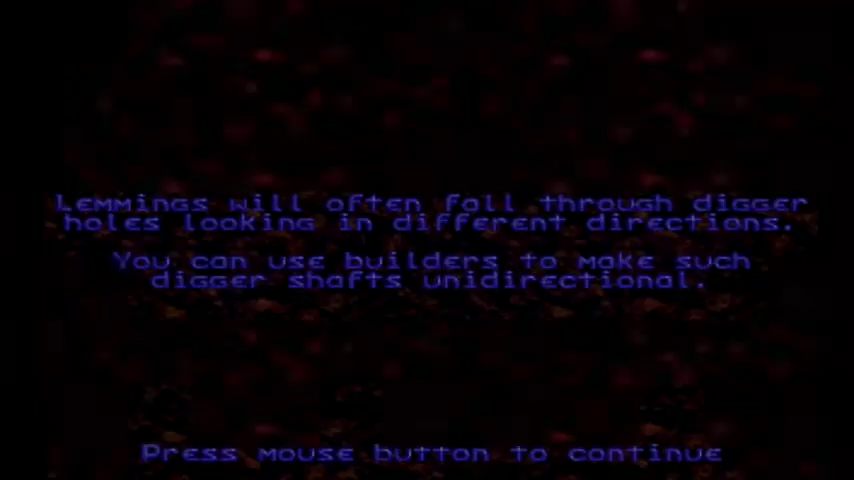 Lemmings will often fall through digger
holes looking in different directions.
You can use builders to make such
digger shafts unidirectional.
Press mouse button to continue